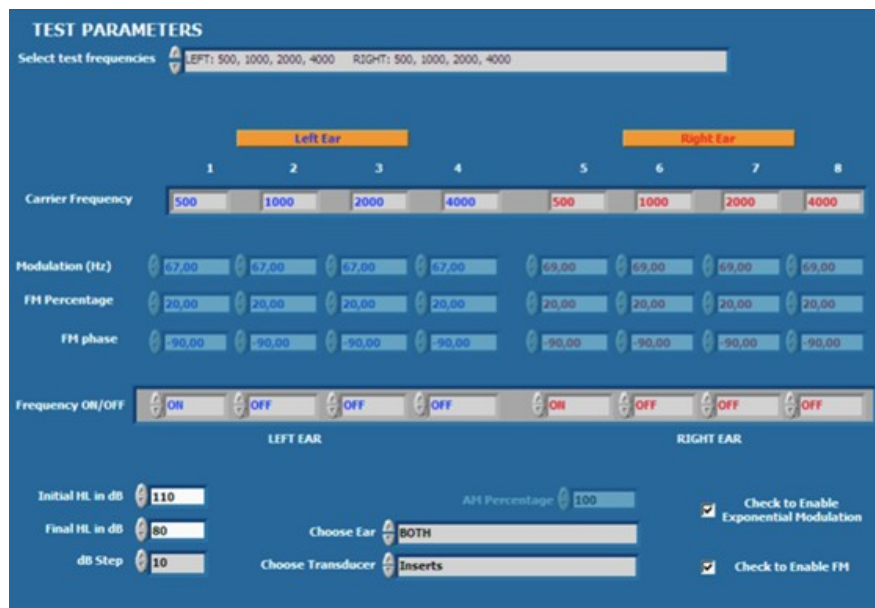 TEST PARAMETERS
Select test frequencies LEFT: 500, 1000, 2000, 4000 RIGHT: 500, 1000, 2000, 4000
Left Ear Right Ear
1 2 3 4 5 6 7 8
Carrier Frequency 500 1000 2000 4000 500 1000 2000 4000
Modulation (Hz) 67,00 67,00 67,00 67,00 69,00 69,00 69,00 69,00
FM Percentage 20,00 20,00 20,00 20,00 20,00 20,00 20,00 20,00
FM phase -90,00 -90,00 -90,00 -90,00 -90,00 -90,00 -90,00 -90,00
Frequency ON/OFF ON OFF OFF OFF ON OFF OFF OFF
LEFT EAR RIGHT EAR
Initial HL in dB 110 AM Percentage 100 Check to Enable
Exponential Modulation
Final HL in dB 80 Choose Ear BOTH
dB Step 10 Choose Transducer Inserts Check to Enable FM